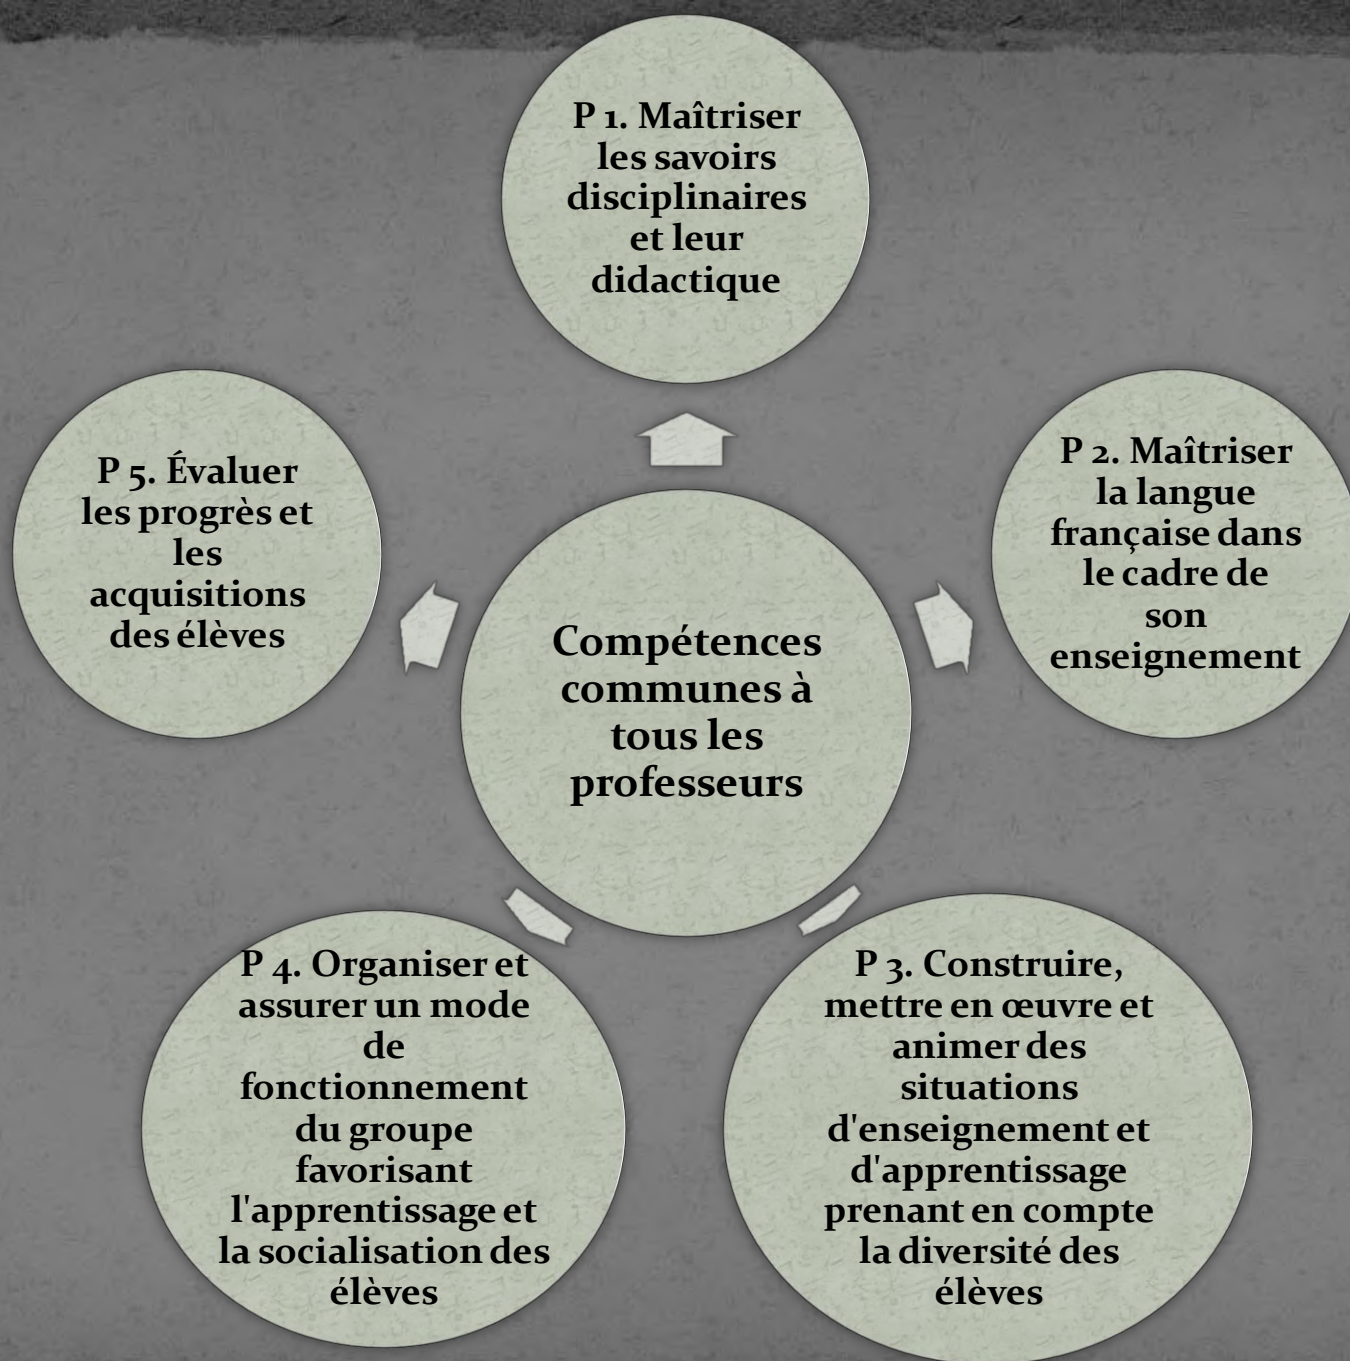 P 1. Maîtriser
les savoirs
disciplinaires
et leur
didactique
P 2. Maîtriser
la langue
française dans
le cadre de
son
enseignement
P 3. Construire,
mettre en œuvre et
animer des
situations
d'enseignement et
d'apprentissage
prenant en compte
la diversité des
élèves
P 4. Organiser et
assurer un mode
de
fonctionnement
du groupe
favorisant
l'apprentissage et
la socialisation des
élèves
P 5. Évaluer
les progrès et
les
acquisitions
des élèves
Compétences
communes à
tous les
professeurs